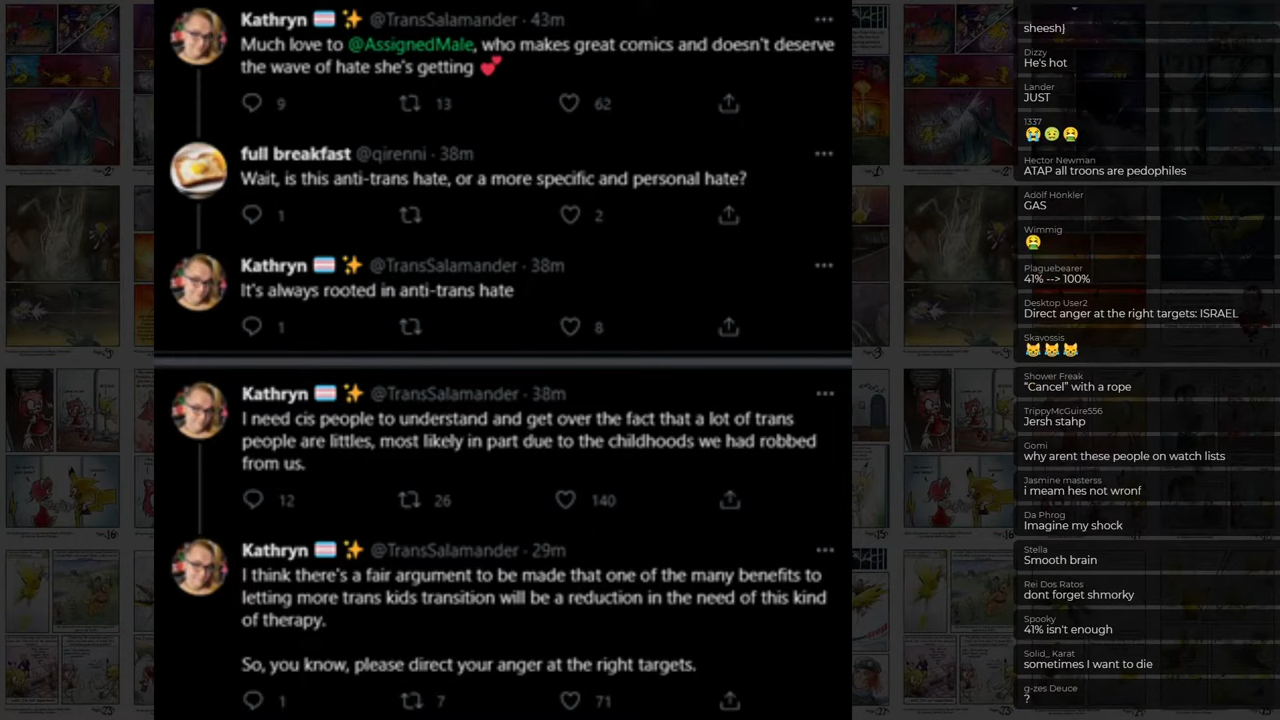 Kathryn @TransSalamander · 43m
Much love to @AssignedMale, who makes great comics and doesn't deserve
the wave of hate she's getting 💕
9 13 62
full breakfast @qirenni · 38m
Wait, is this anti-trans hate, or a more specific and personal hate?
1 2
Kathryn @TransSalamander · 38m
It's always rooted in anti-trans hate
1 8
Kathryn @TransSalamander · 38m
I need cis people to understand and get over the fact that a lot of trans
people are littles, most likely in part due to the childhoods we had robbed
from us.
12 26 140
Kathryn @TransSalamander · 29m
I think there's a fair argument to be made that one of the many benefits to
letting more trans kids transition will be a reduction in the need of this kind
of therapy.
So, you know, please direct your anger at the right targets.
1 7 71
sheesh}
Dizzy
He's hot
Lander
JUST
1337
😭🤢🤮
Hector Newman
ATAP all troons are pedophiles
Adölf Hönkler
GAS
Wimmig
🤮
Plaguebearer
41% --> 100%
Desktop User2
Direct anger at the right targets: ISRAEL
Skavossis
😹😹😹
Shower Freak
"Cancel" with a rope
TrippyMcGuire556
Jersh stahp
Gomi
why arent these people on watch lists
Jasmine masterss
i meam hes not wronf
Da Phrog
Imagine my shock
Stella
Smooth brain
Rei Dos Ratos
dont forget shmorky
Spooky
41% isn't enough
Solid_ Karat
sometimes I want to die
g-zes Deuce
?